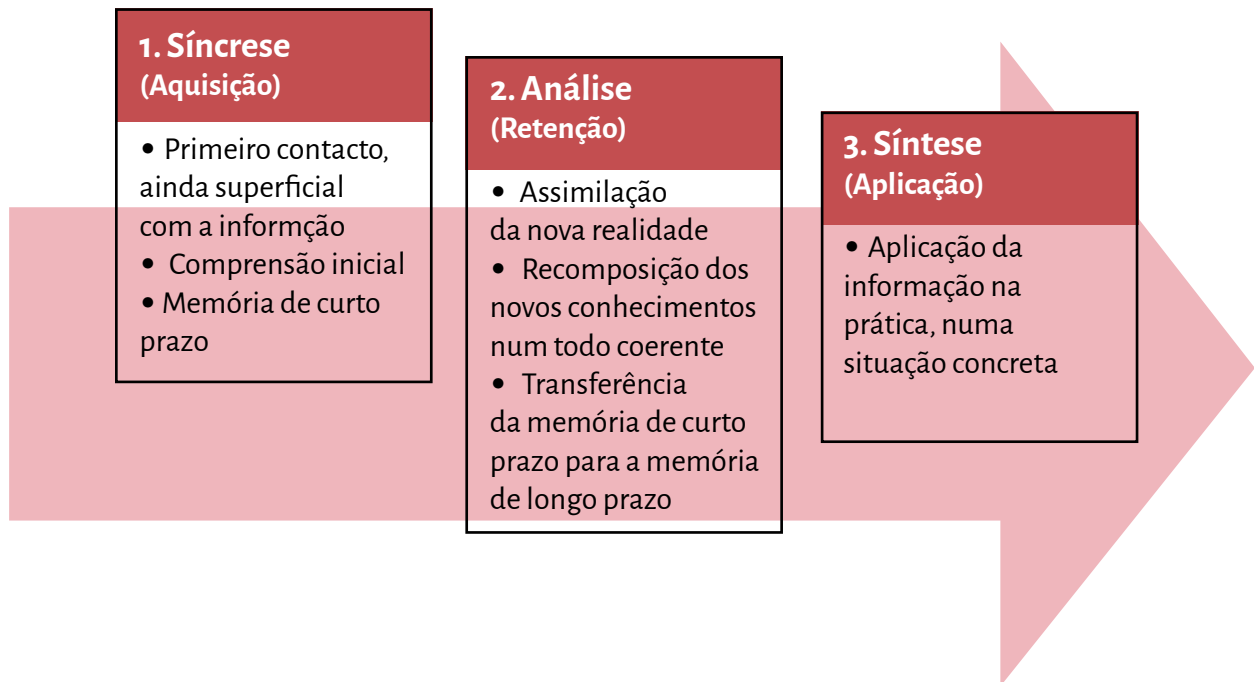 1. Síncrese
(Aquisição)
• Primeiro contacto,
ainda superficial
com a informção
• Comprensão inicial
• Memória de curto
prazo
2. Análise
(Retenção)
• Assimilação
da nova realidade
• Recomposição dos
novos conhecimentos
num todo coerente
• Transferência
da memória de curto
prazo para a memória
de longo prazo
3. Síntese
(Aplicação)
• Aplicação da
informação na
prática, numa
situação concreta